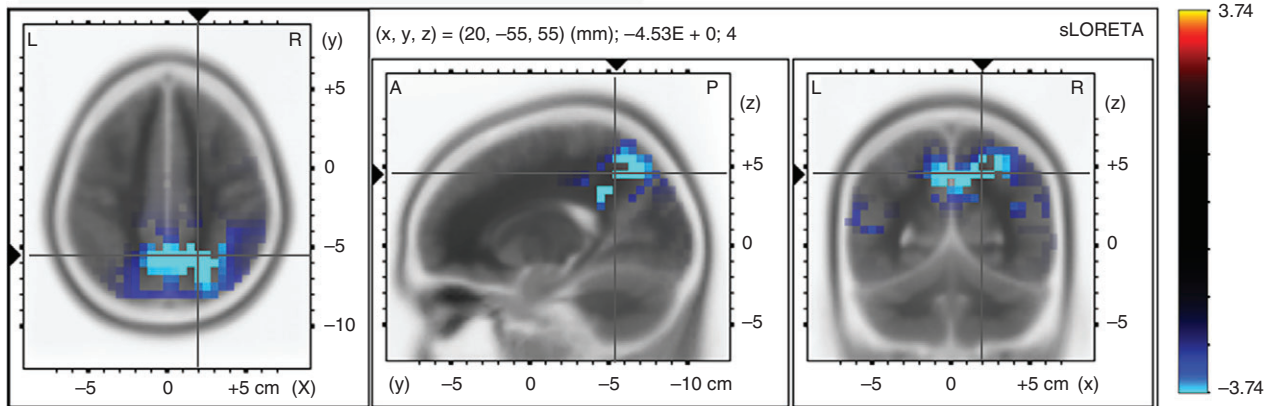 (x, y, z) = (20, –55, 55) (mm); –4.53E + 0; 4
sLORETA
L R (y)
+5
0
–5
–10
–5 0 +5 cm (X)
A P (z)
+5
0
–5
(y) –5 0 –5 –10 cm
L R (z)
+5
0
–5
–5 0 +5 cm (x)
3.74
–3.74